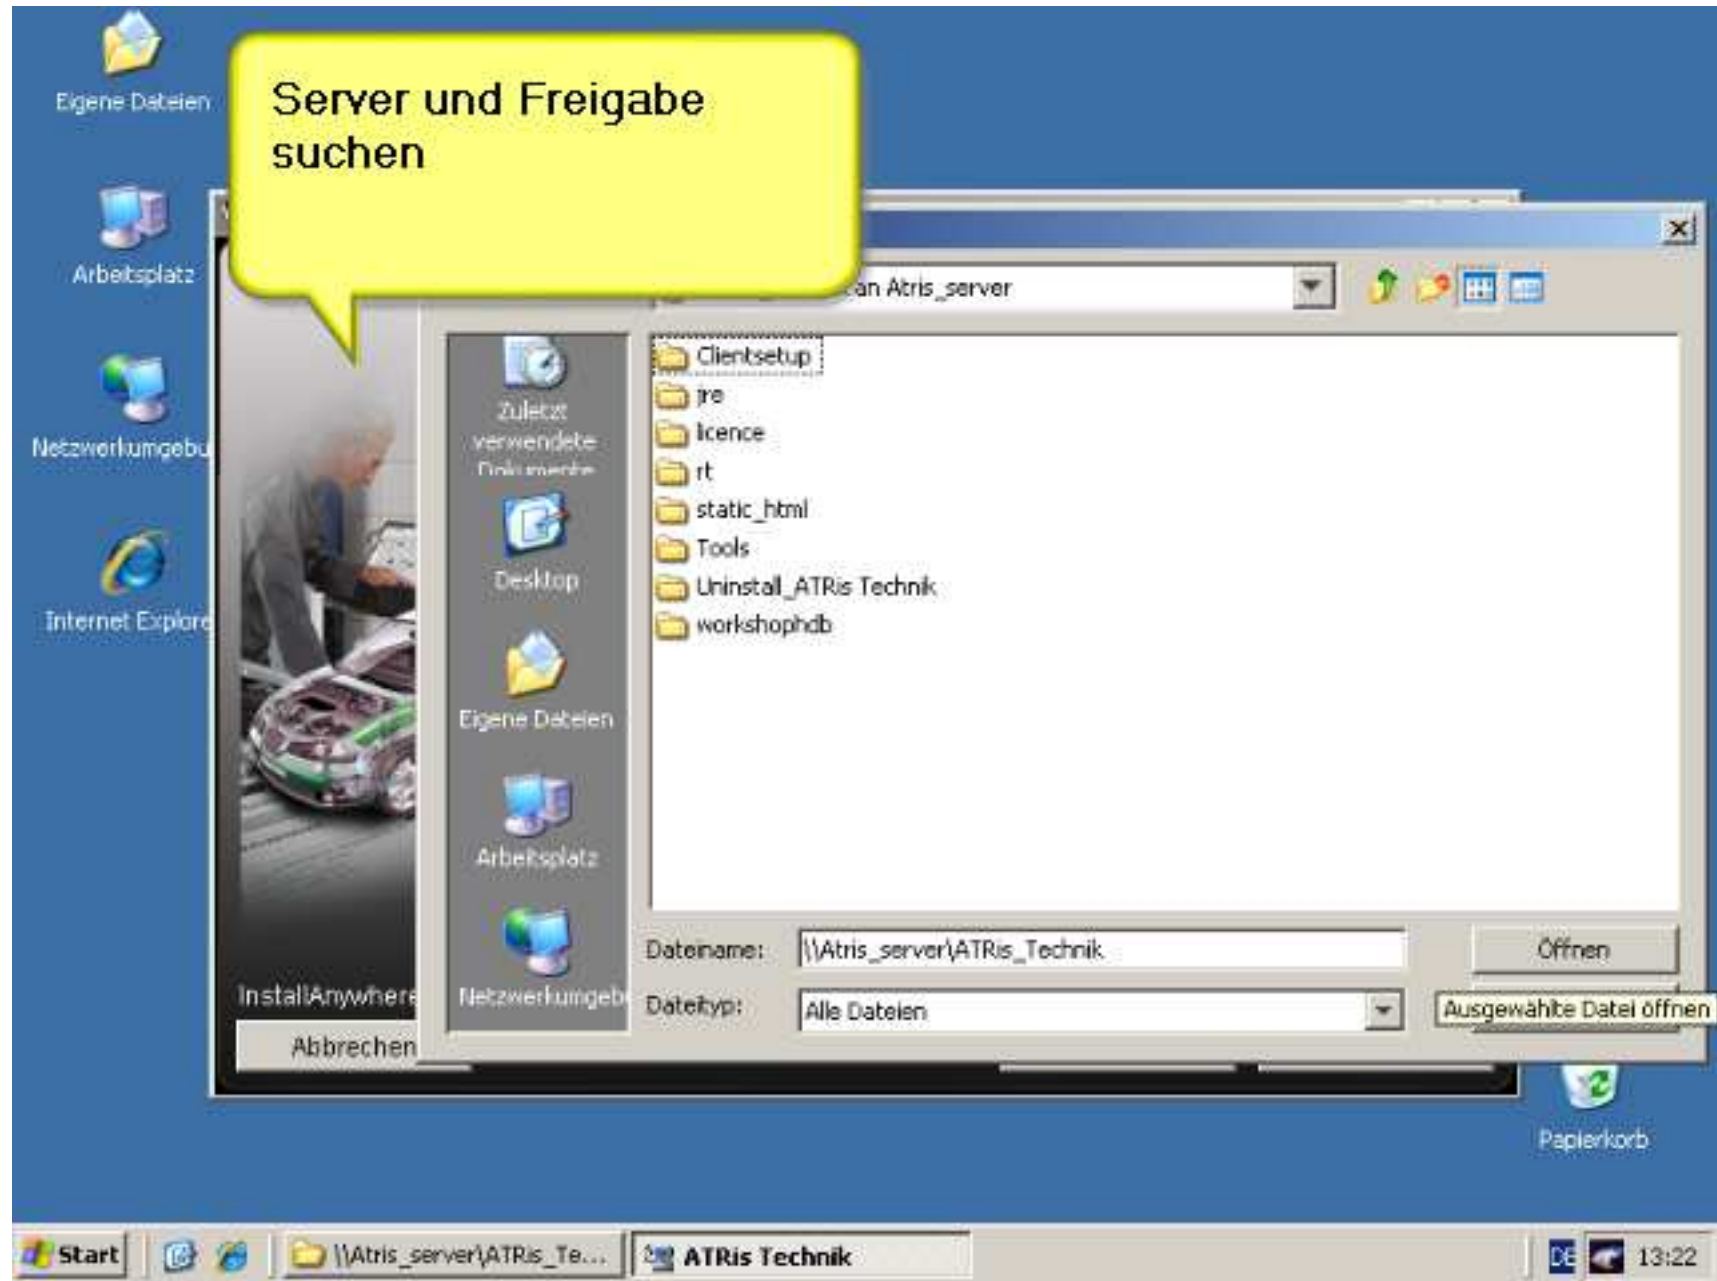 Eigene Dateien
Server und Freigabe
suchen
Arbeitsplatz
an Atris_server
Clientsetup
Zuletzt
verwendete
Dokumente
jre
licence
Netzwerkumgebu
rt
static_html
Tools
Desktop
Uninstall_ATRis Technik
Internet Explore
workshophdb
Eigene Dateien
Arbeitsplatz
Dateiname:
\\Atris_server\ATRis_Technik
Öffnen
InstallAnywhere
Netzwerkumgebu
Dateityp:
Alle Dateien
Ausgewählte Datei öffnen
Abbrechen
Papierkorb
Start
\\Atris_server\ATRis_Te...
ATRis Technik
DE
13:22